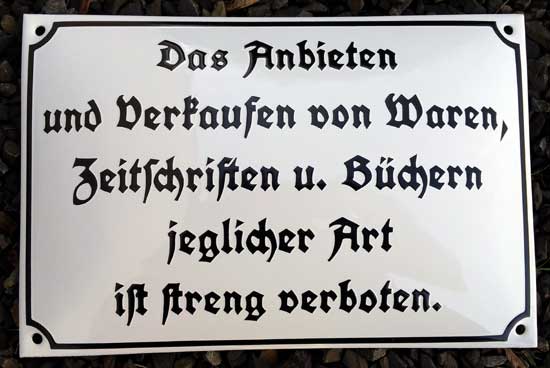 Das Anbieten
und Verkaufen von Waren,
Zeitſchriften u. Büchern
jeglicher Art
iſt ſtreng verboten.